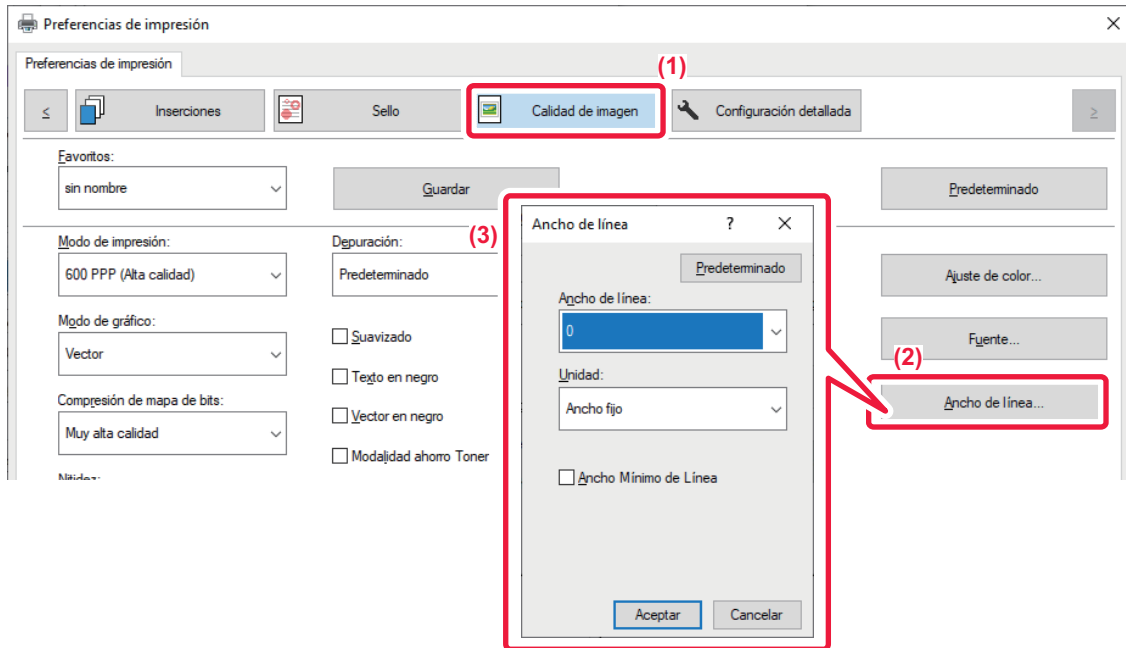 Preferencias de impresión
Preferencias de impresión
(1)
< Inserciones Sello Calidad de imagen Configuración detallada >
Favoritos:
sin nombre
Guardar
Predeterminado
Modo de impresión:
600 PPP (Alta calidad)
Depuración:
Predeterminado
Ajuste de color...
Modo de gráfico:
Vector
Suavizado
Fuente...
Texto en negro
(2)
Ancho de línea...
Compresión de mapa de bits:
Muy alta calidad
Vector en negro
Modalidad ahorro Toner
Nitidez:
(3)
Ancho de línea ?
Predeterminado
Ancho de línea:
0
Unidad:
Ancho fijo
Ancho Mínimo de Línea
Aceptar Cancelar